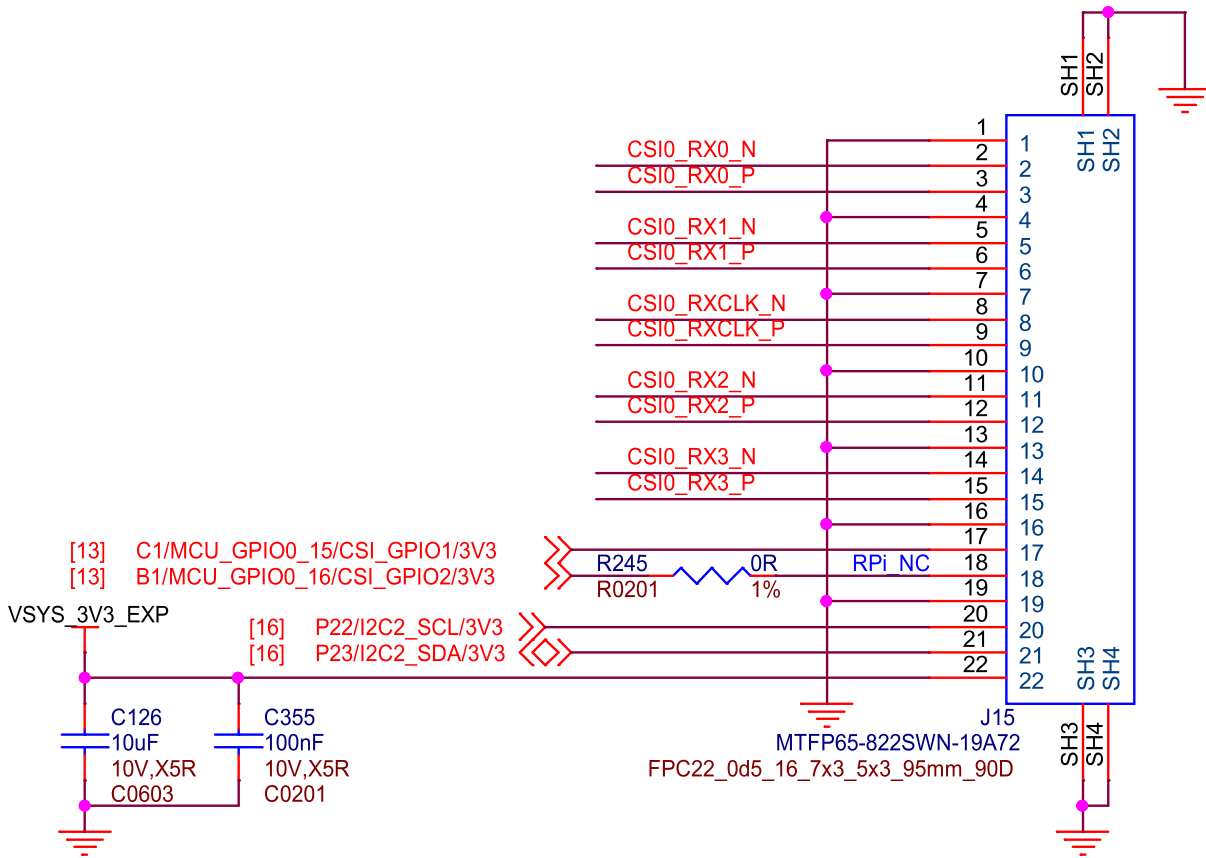 SH1
SH2
1
CSI0_RX0_N
2
CSI0_RX0_P
3
4
CSI0_RX1_N
5
CSI0_RX1_P
6
7
CSI0_RXCLK_N
8
CSI0_RXCLK_P
9
10
CSI0_RX2_N
11
CSI0_RX2_P
12
13
CSI0_RX3_N
14
CSI0_RX3_P
15
16
17
18
19
20
21
22
SH1
SH2
1
2
3
4
5
6
7
8
9
10
11
12
13
14
15
16
17
18
19
20
21
22
SH3
SH4
[13] C1/MCU_GPIO0_15/CSI_GPIO1/3V3
[13] B1/MCU_GPIO0_16/CSI_GPIO2/3V3
R245 0R RPi_NC
R0201 1%
VSYS_3V3_EXP
[16] P22/I2C2_SCL/3V3
[16] P23/I2C2_SDA/3V3
C126
10uF
10V,X5R
C0603
C355
100nF
10V,X5R
C0201
J15
MTFP65-822SWN-19A72
FPC22_0d5_16_7x3_5x3_95mm_90D
SH3
SH4